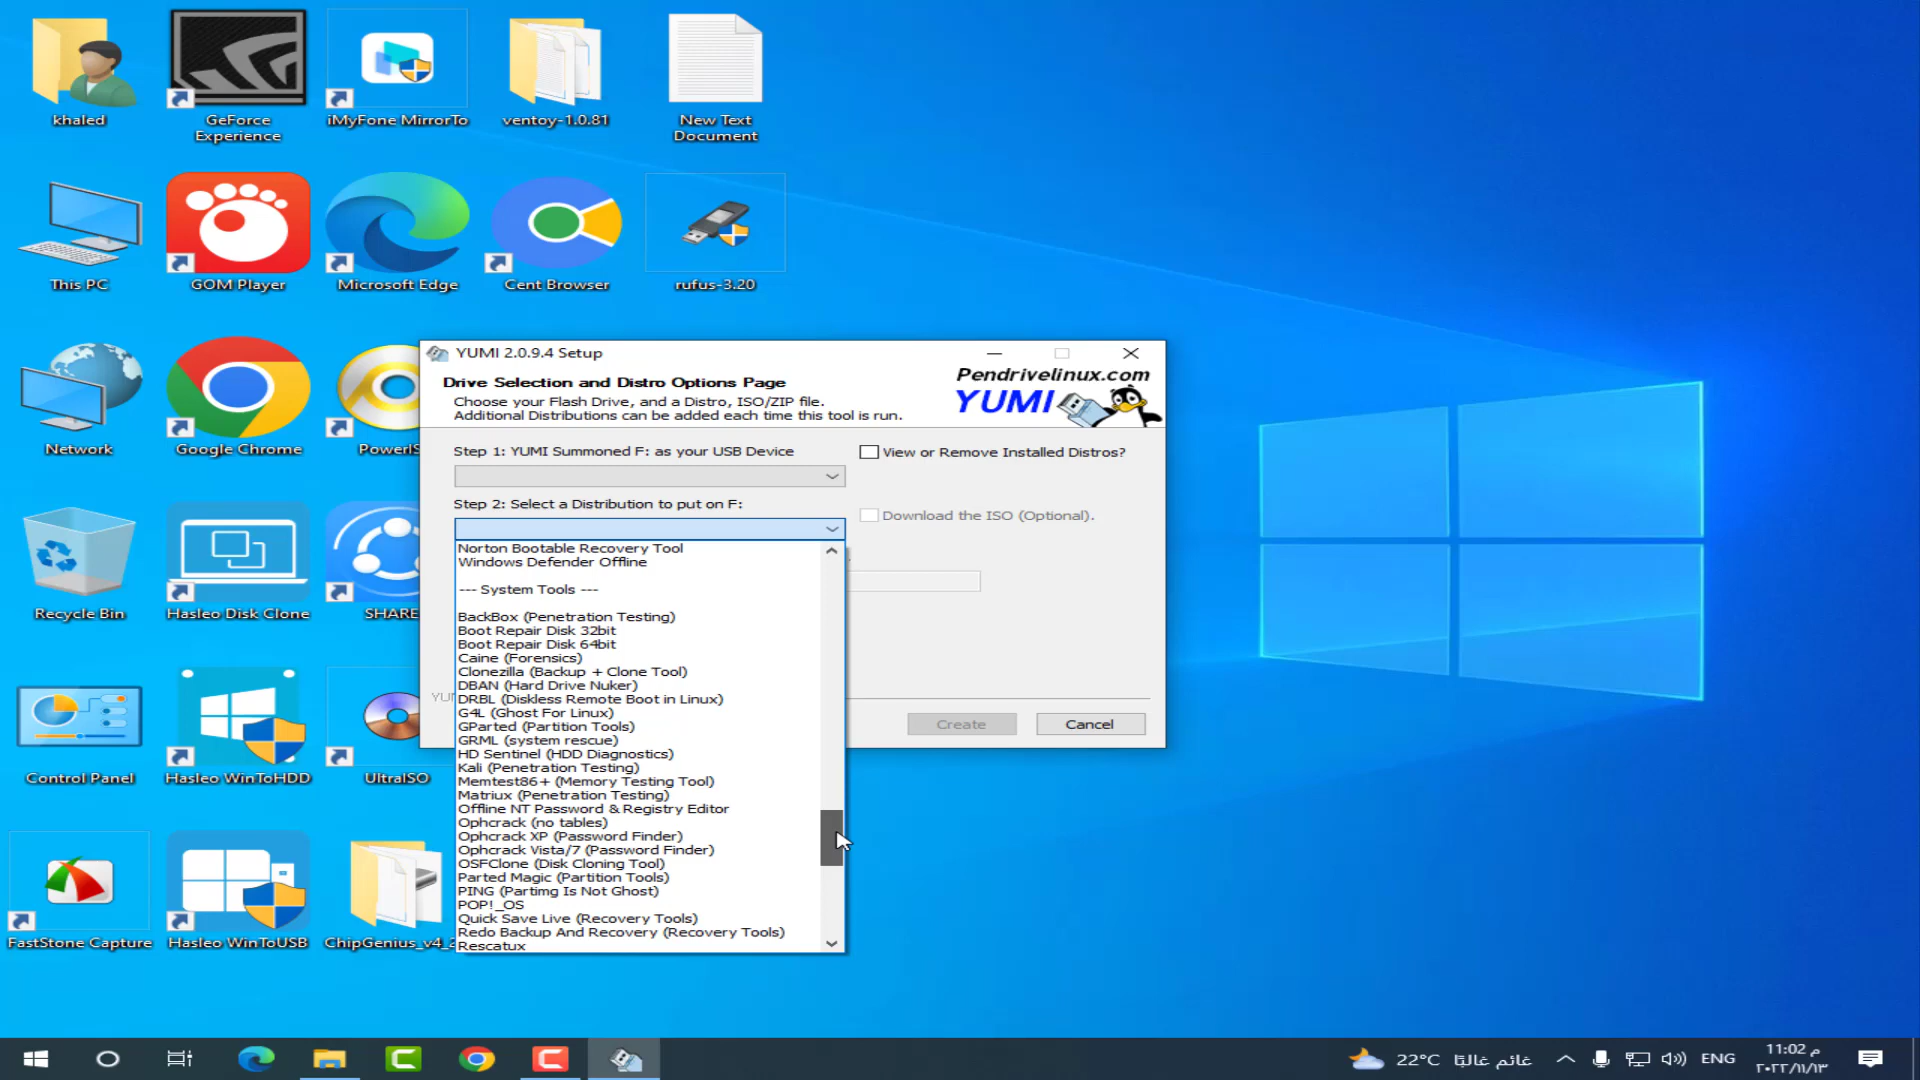 khaled
GeForce
Experience
iMyFone MirrorTo
ventoy-1.0.81
New Text
Document
This PC
GOM Player
Microsoft Edge
Cent Browser
rufus-3.20
Network
Google Chrome
PowerIS
Recycle Bin
Hasleo Disk Clone
SHARE
Control Panel
Hasleo WinToHDD
UltraISO
FastStone Capture
Hasleo WinToUSB
ChipGenius_v4_2
YUMI 2.0.9.4 Setup
Drive Selection and Distro Options Page
Choose your Flash Drive, and a Distro, ISO/ZIP file.
Additional Distributions can be added each time this tool is run.
Pendrivelinux.com
YUMI
Step 1: YUMI Summoned F: as your USB Device
View or Remove Installed Distros?
Step 2: Select a Distribution to put on F:
Download the ISO (Optional).
Norton Bootable Recovery Tool
Windows Defender Offline
--- System Tools ---
BackBox (Penetration Testing)
Boot Repair Disk 32bit
Boot Repair Disk 64bit
Caine (Forensics)
Clonezilla (Backup + Clone Tool)
DBAN (Hard Drive Nuker)
DRBL (Diskless Remote Boot in Linux)
G4L (Ghost For Linux)
GParted (Partition Tools)
GRML (system rescue)
HD Sentinel (HDD Diagnostics)
Kali (Penetration Testing)
Memtest86+ (Memory Testing Tool)
Matriux (Penetration Testing)
Offline NT Password & Registry Editor
Ophcrack (no tables)
Ophcrack XP (Password Finder)
Ophcrack Vista/7 (Password Finder)
OSFClone (Disk Cloning Tool)
Parted Magic (Partition Tools)
PING (Partimg Is Not Ghost)
POP!_OS
Quick Save Live (Recovery Tools)
Redo Backup And Recovery (Recovery Tools)
Rescatux
YU
Create
Cancel
22°C غائم غالبًا
ENG
11:02 م
٢٠٢٢/١١/١٣